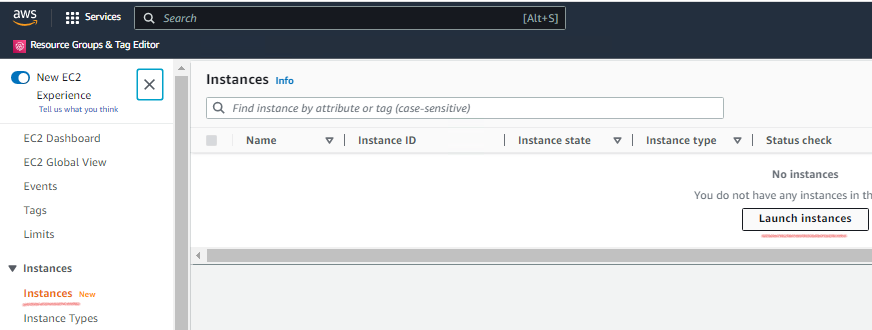 aws Services Search [Alt+S]
Resource Groups & Tag Editor
New EC2
Experience
Tell us what you think
EC2 Dashboard
EC2 Global View
Events
Tags
Limits
Instances
Instances New
Instance Types
Instances Info
Find instance by attribute or tag (case-sensitive)
Name Instance ID Instance state Instance type Status check
No instances
You do not have any instances in th
Launch instances